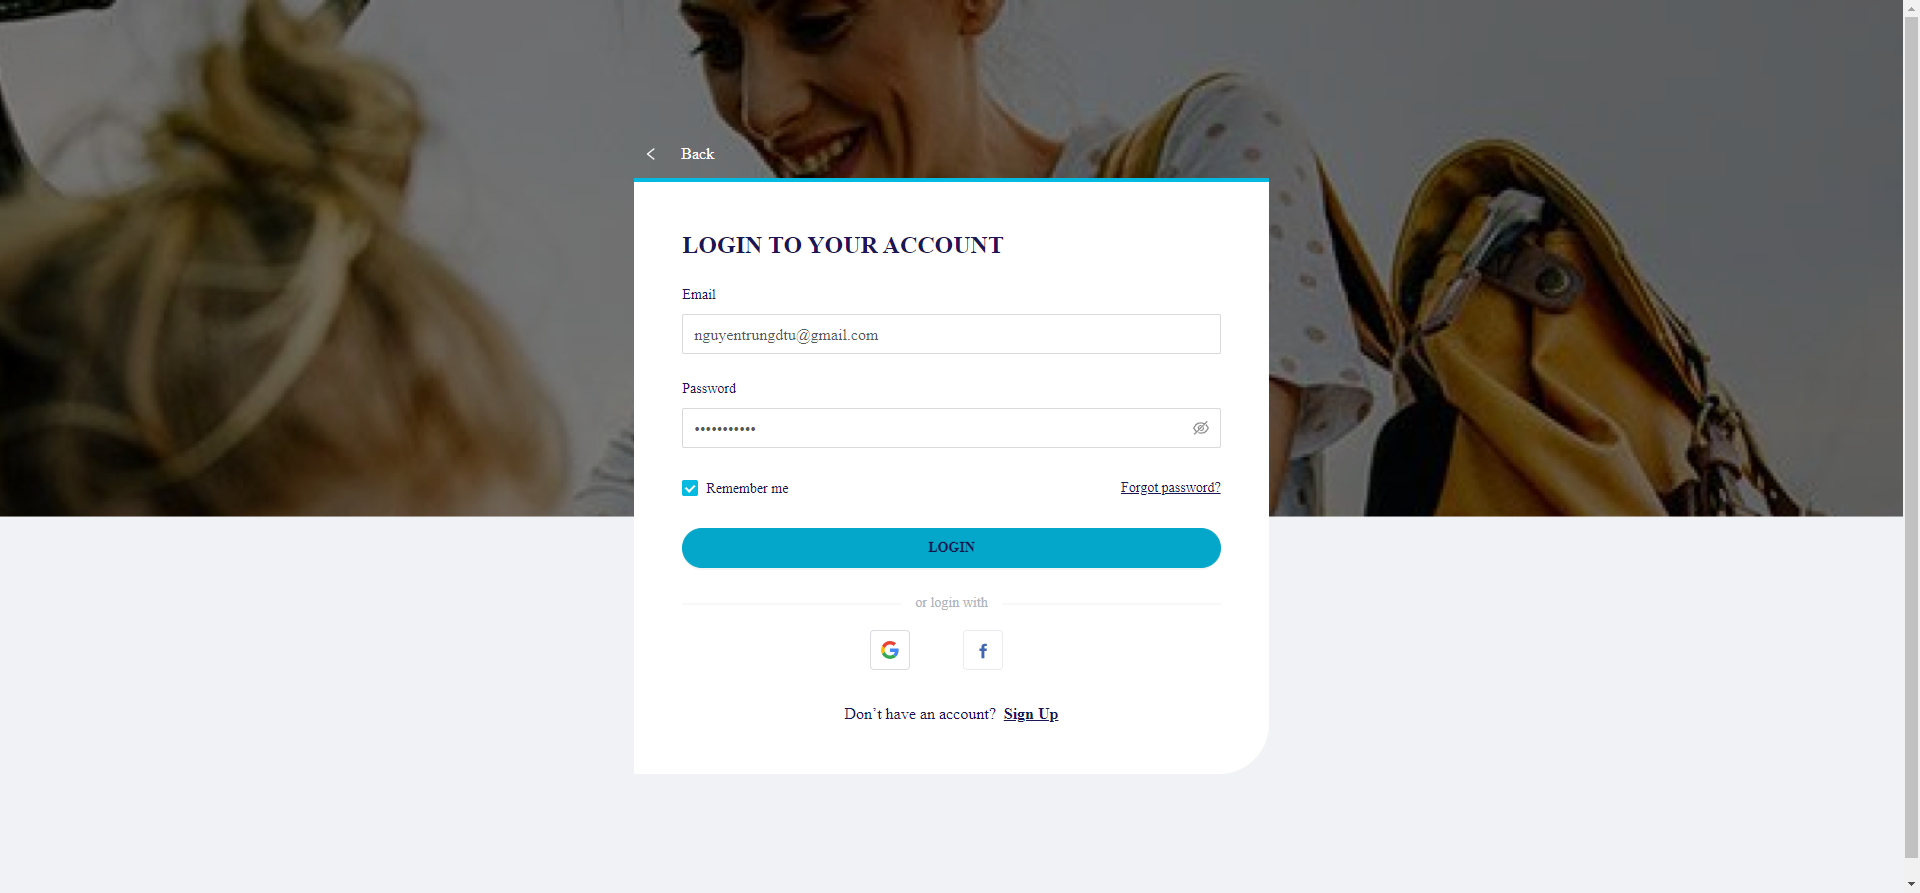 Back
LOGIN TO YOUR ACCOUNT
Email
nguyentrungdtu@gmail.com
Password
•••••••••••
Remember me
Forgot password?
LOGIN
or login with
Don’t have an account? Sign Up